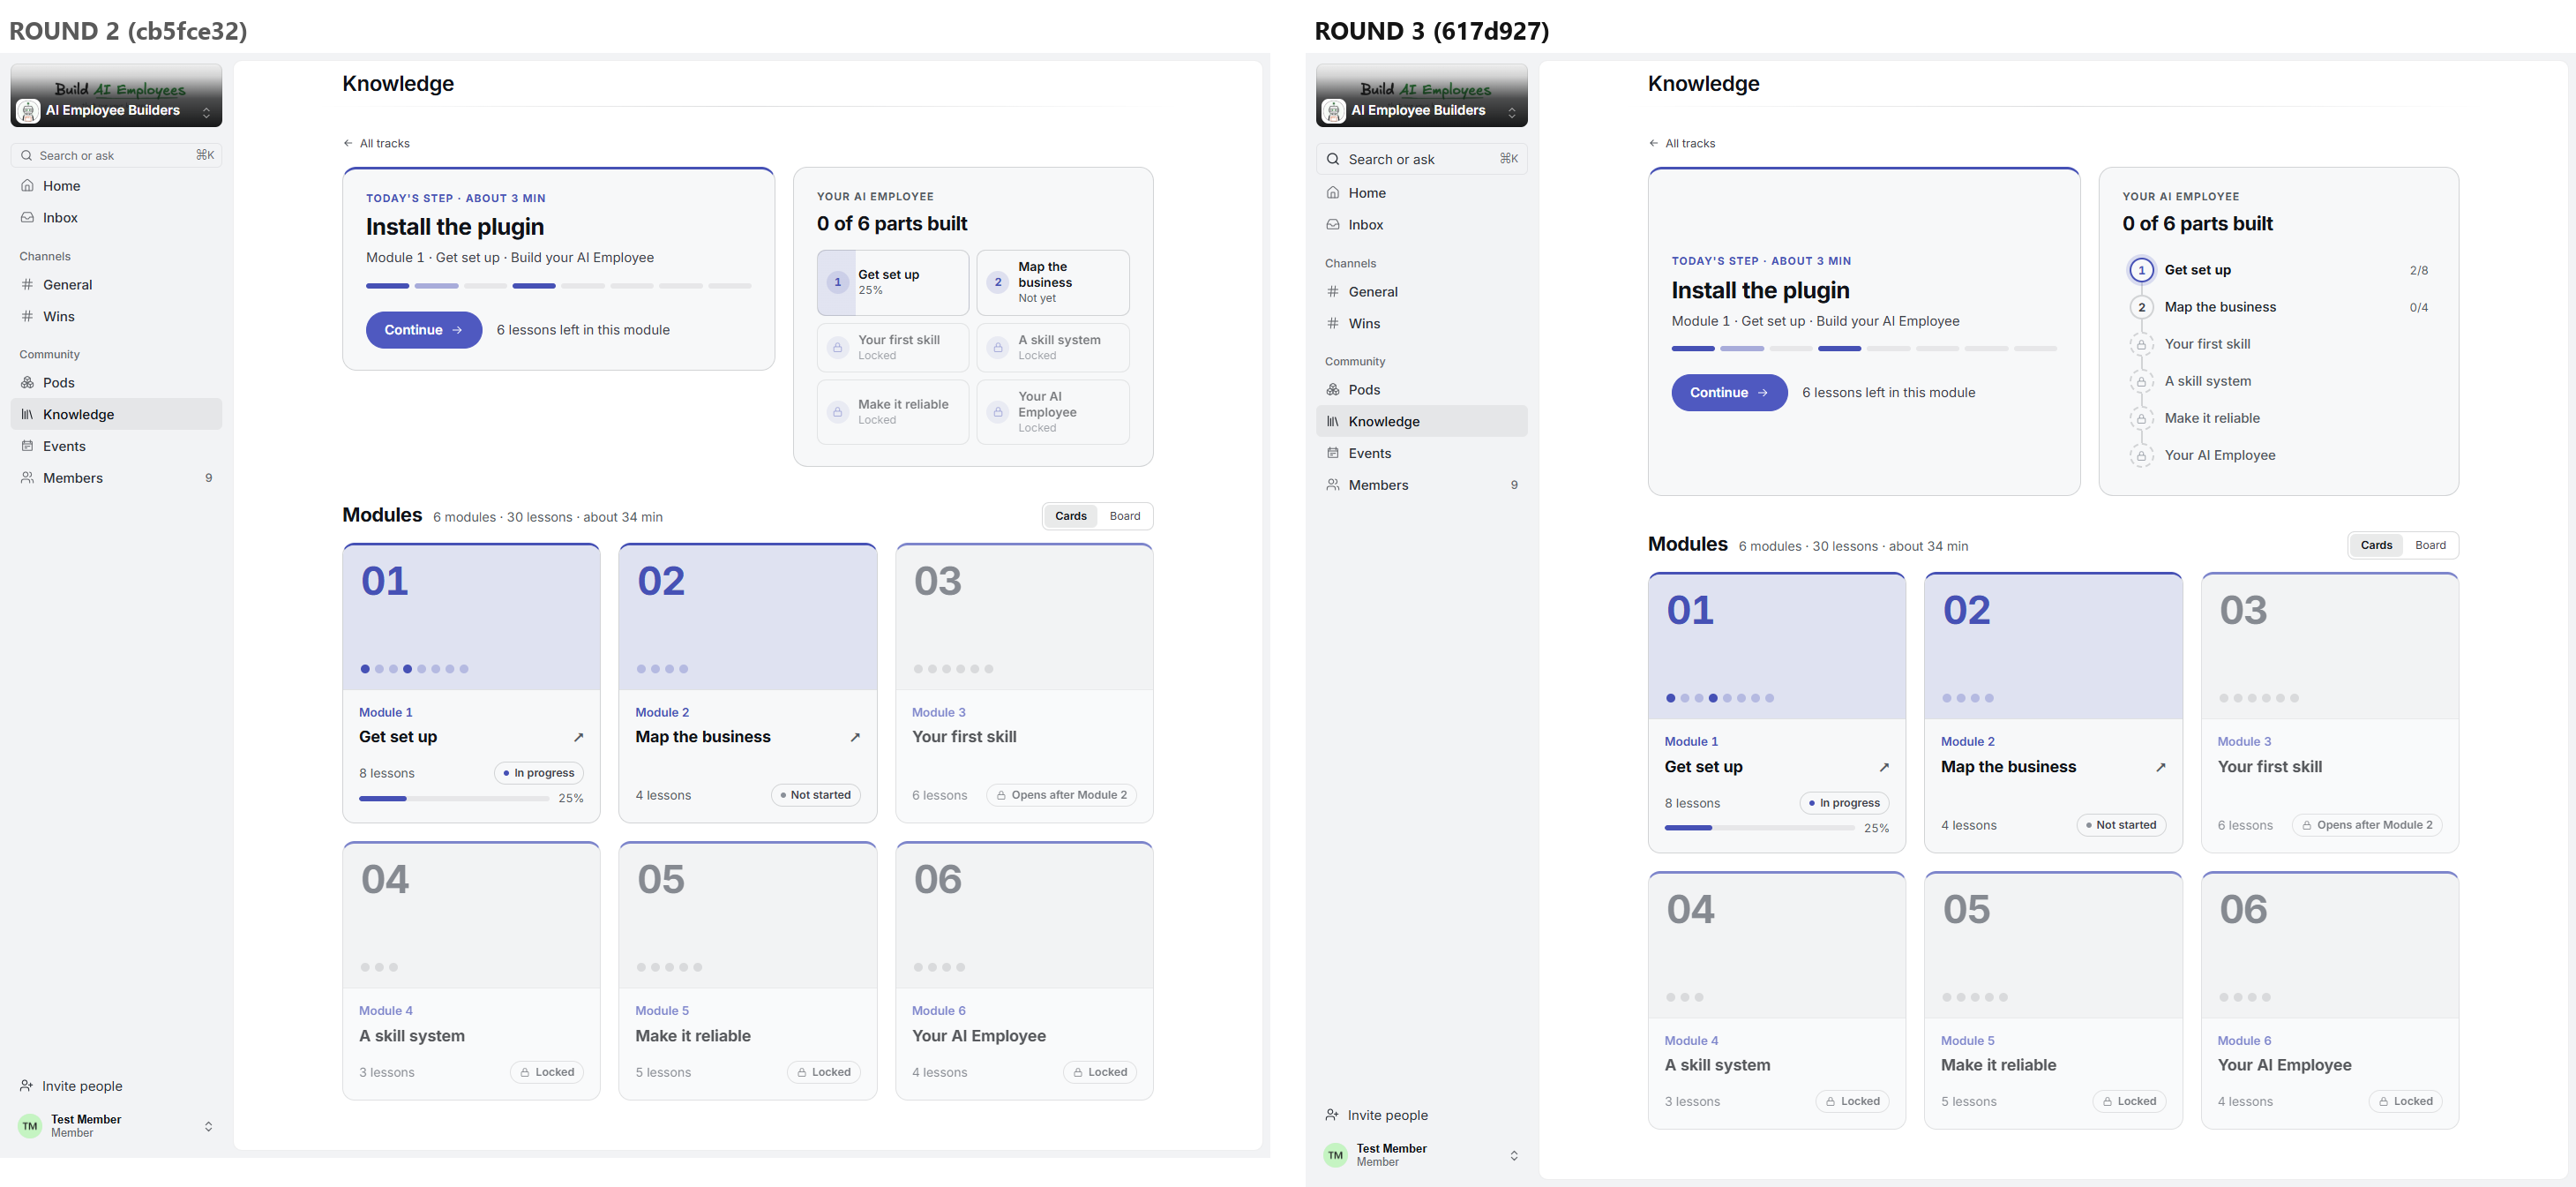 ROUND 2 (cb5fce32)
Build AI Employees
AI Employee Builders
Search or ask ⌘K
Home
Inbox
Channels
# General
# Wins
Community
Pods
Knowledge
Events
Members 9
Invite people
TM Test Member
Member
Knowledge
← All tracks
TODAY'S STEP · ABOUT 3 MIN
Install the plugin
Module 1 · Get set up · Build your AI Employee
Continue → 6 lessons left in this module
YOUR AI EMPLOYEE
0 of 6 parts built
1 Get set up
25%
2 Map the
business
Not yet
Your first skill
Locked
A skill system
Locked
Make it reliable
Locked
Your AI
Employee
Locked
Modules 6 modules · 30 lessons · about 34 min
Cards Board
01
Module 1
Get set up ↗
8 lessons In progress
25%
02
Module 2
Map the business ↗
4 lessons Not started
03
Module 3
Your first skill
6 lessons Opens after Module 2
04
Module 4
A skill system
3 lessons Locked
05
Module 5
Make it reliable
5 lessons Locked
06
Module 6
Your AI Employee
4 lessons Locked
ROUND 3 (617d927)
Build AI Employees
AI Employee Builders
Search or ask ⌘K
Home
Inbox
Channels
# General
# Wins
Community
Pods
Knowledge
Events
Members 9
Invite people
TM Test Member
Member
Knowledge
← All tracks
TODAY'S STEP · ABOUT 3 MIN
Install the plugin
Module 1 · Get set up · Build your AI Employee
Continue → 6 lessons left in this module
YOUR AI EMPLOYEE
0 of 6 parts built
1 Get set up 2/8
2 Map the business 0/4
Your first skill
A skill system
Make it reliable
Your AI Employee
Modules 6 modules · 30 lessons · about 34 min
Cards Board
01
Module 1
Get set up ↗
8 lessons In progress
25%
02
Module 2
Map the business ↗
4 lessons Not started
03
Module 3
Your first skill
6 lessons Opens after Module 2
04
Module 4
A skill system
3 lessons Locked
05
Module 5
Make it reliable
5 lessons Locked
06
Module 6
Your AI Employee
4 lessons Locked